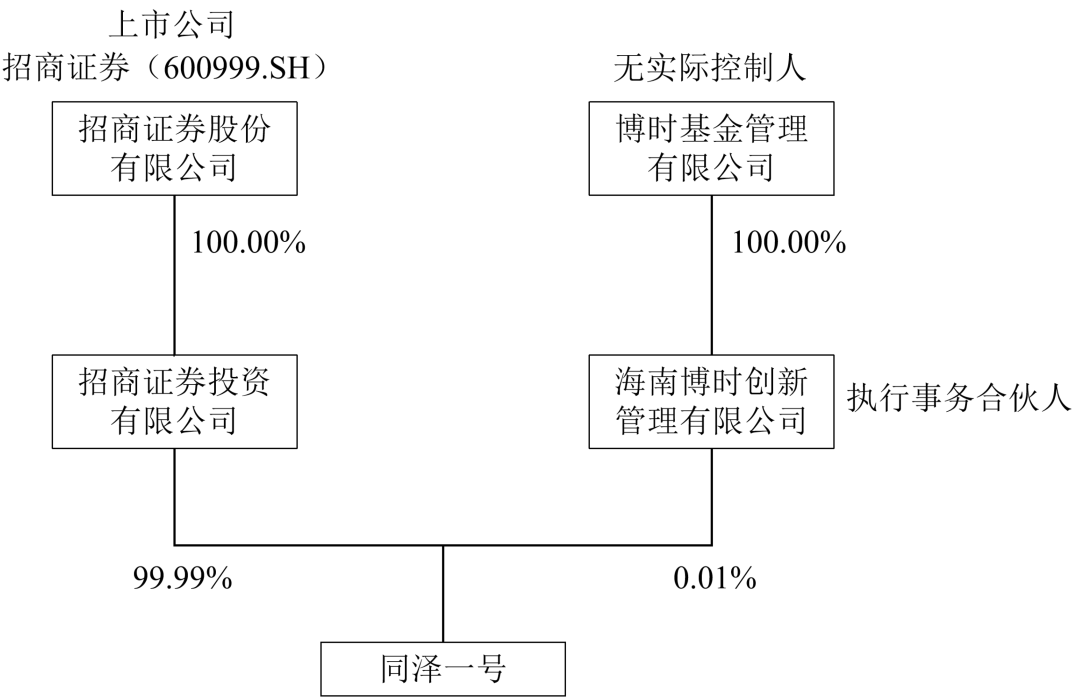 上市公司
招商证券（600999.SH）
无实际控制人
招商证券股份
有限公司
博时基金管理
有限公司
100.00%
100.00%
招商证券投资
有限公司
海南博时创新
管理有限公司
执行事务合伙人
99.99%
0.01%
同泽一号